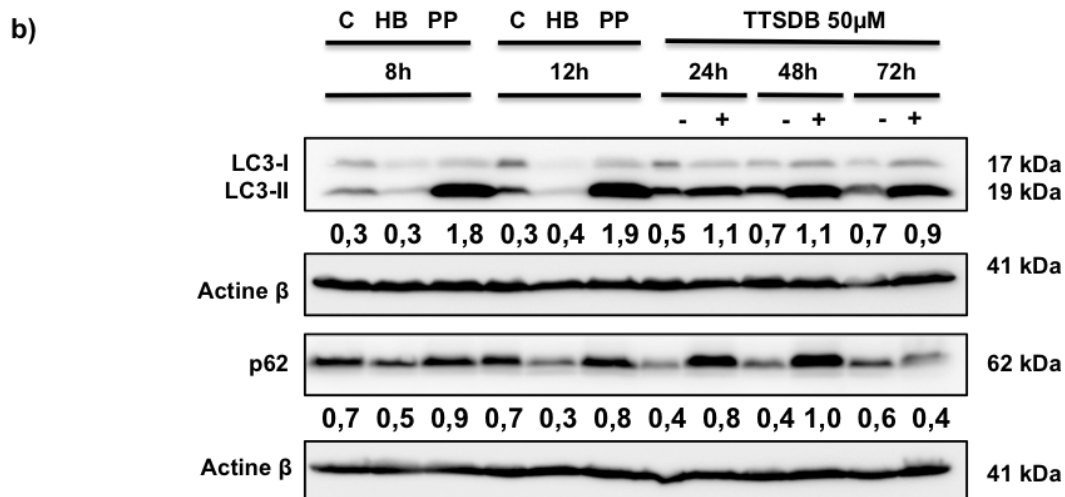 b)
C HB PP C HB PP TTSDB 50µM
8h 12h 24h 48h 72h
- + - + - +
LC3-I 17 kDa
LC3-II 19 kDa
0,3 0,3 1,8 0,3 0,4 1,9 0,5 1,1 0,7 1,1 0,7 0,9
Actine β 41 kDa
p62 62 kDa
0,7 0,5 0,9 0,7 0,3 0,8 0,4 0,8 0,4 1,0 0,6 0,4
Actine β 41 kDa